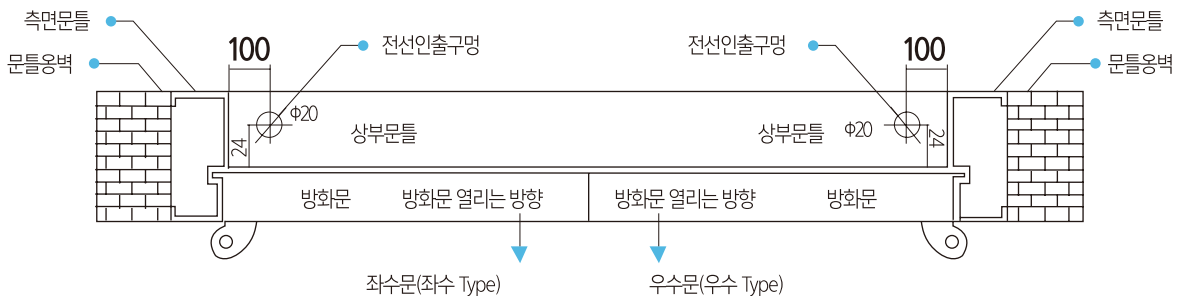 측면문틀
측면문틀
전선인출구멍
전선인출구멍
100
100
문틀옹벽
문틀옹벽
Φ20
Φ20
24
24
상부문틀
상부문틀
방화문
방화문 열리는 방향
방화문 열리는 방향
방화문
좌수문(좌수 Type)
우수문(우수 Type)